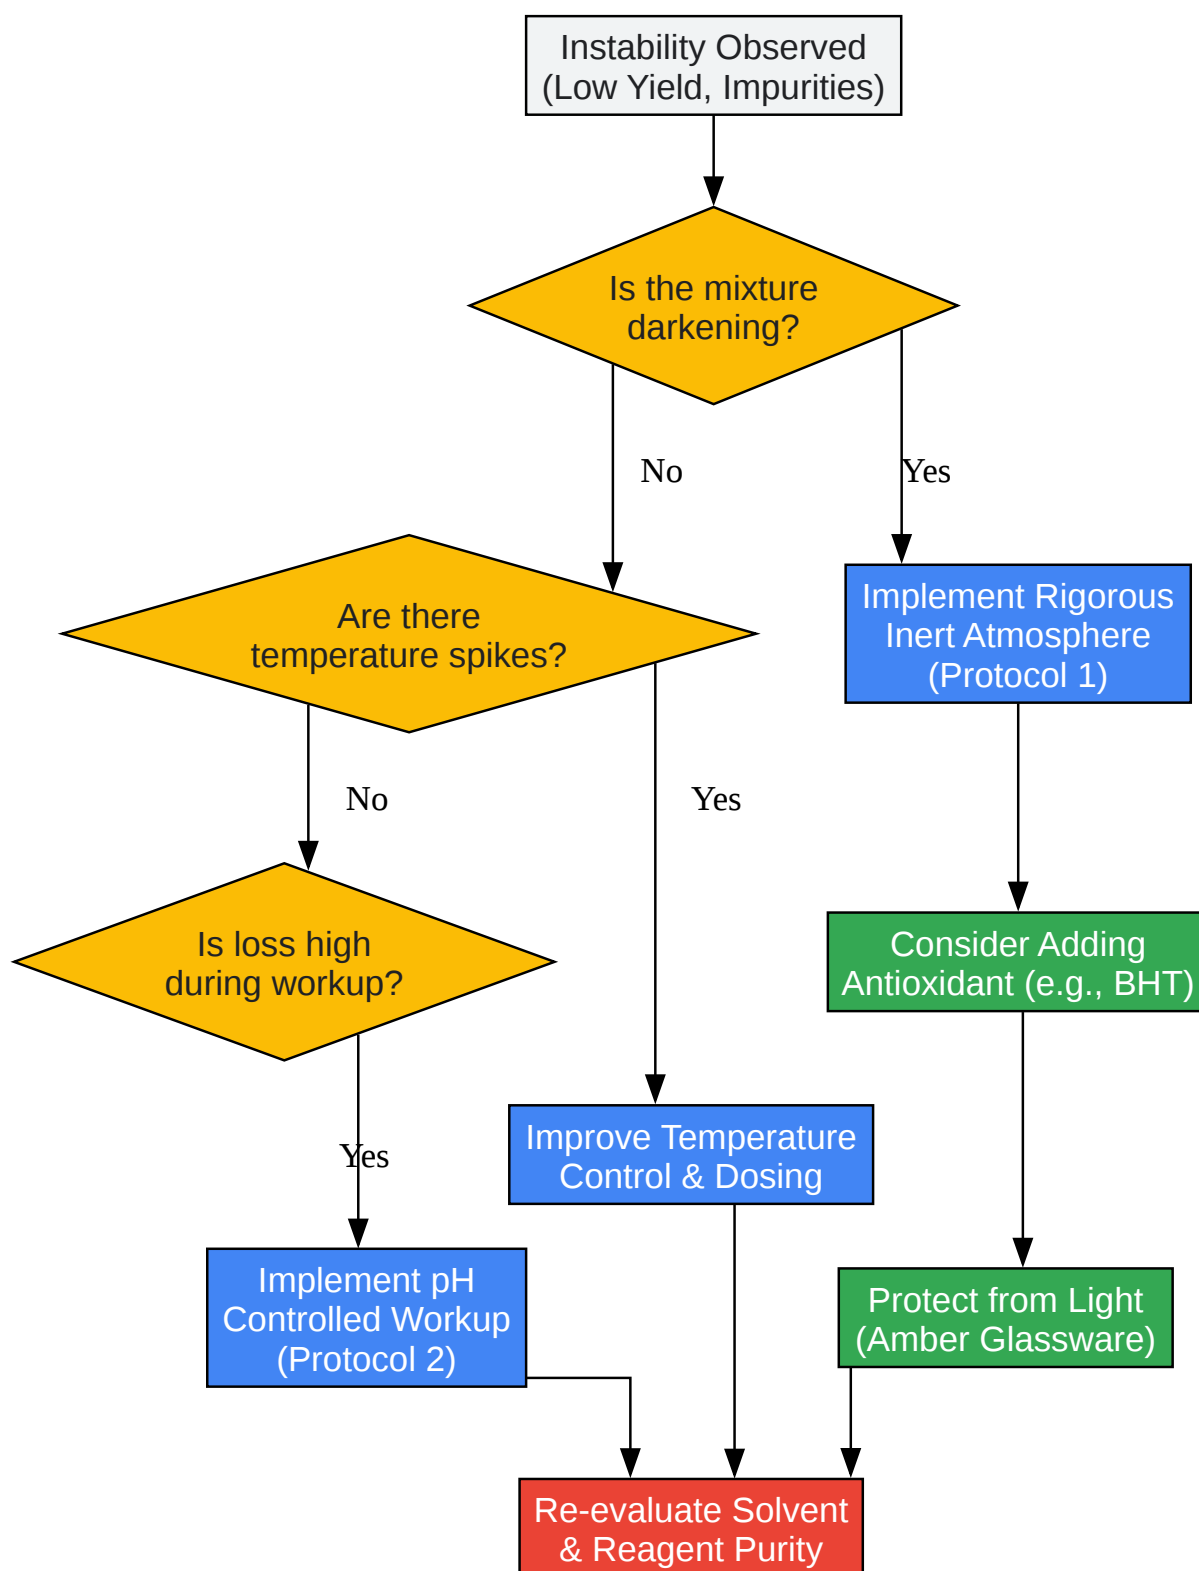 Instability Observed
(Low Yield, Impurities)
Is the mixture
darkening?
No
Yes
Are there
temperature spikes?
Implement Rigorous
Inert Atmosphere
(Protocol 1)
No
Yes
Is loss high
during workup?
Consider Adding
Antioxidant (e.g., BHT)
Yes
Improve Temperature
Control & Dosing
Implement pH
Controlled Workup
(Protocol 2)
Protect from Light
(Amber Glassware)
Re-evaluate Solvent
& Reagent Purity